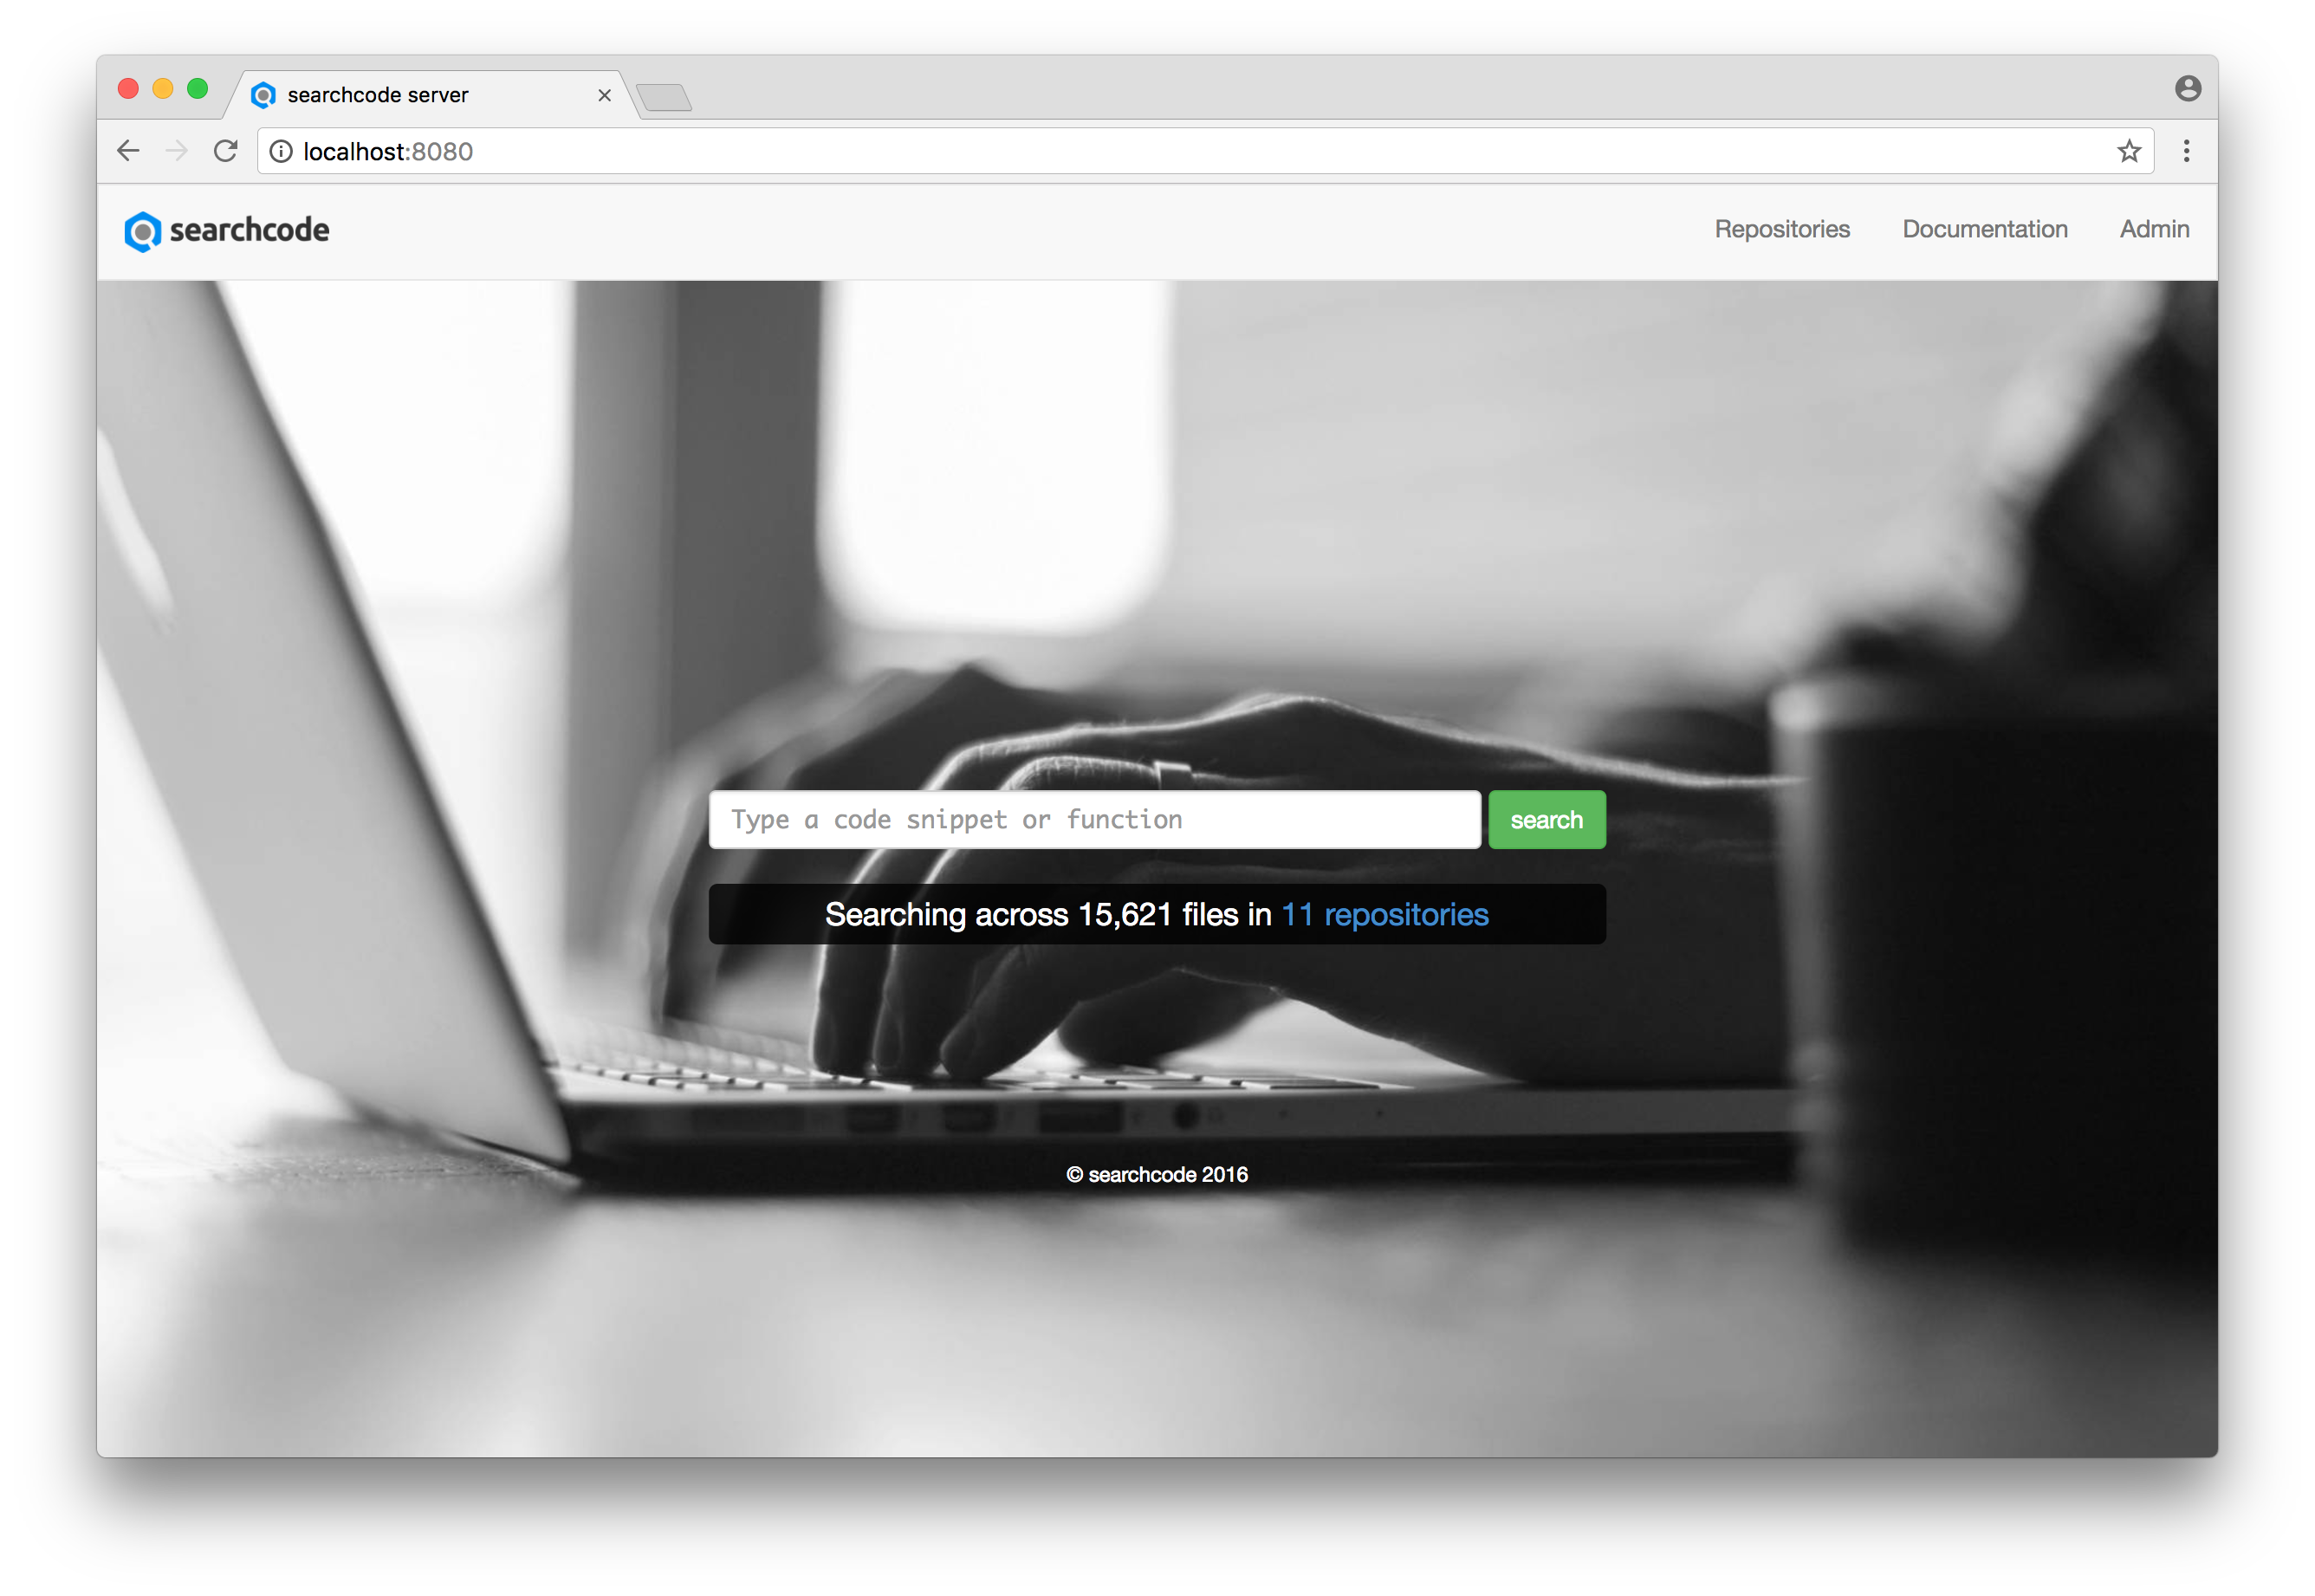 searchcode server
localhost:8080
searchcode
Repositories Documentation Admin
Type a code snippet or function
search
Searching across 15,621 files in 11 repositories
© searchcode 2016